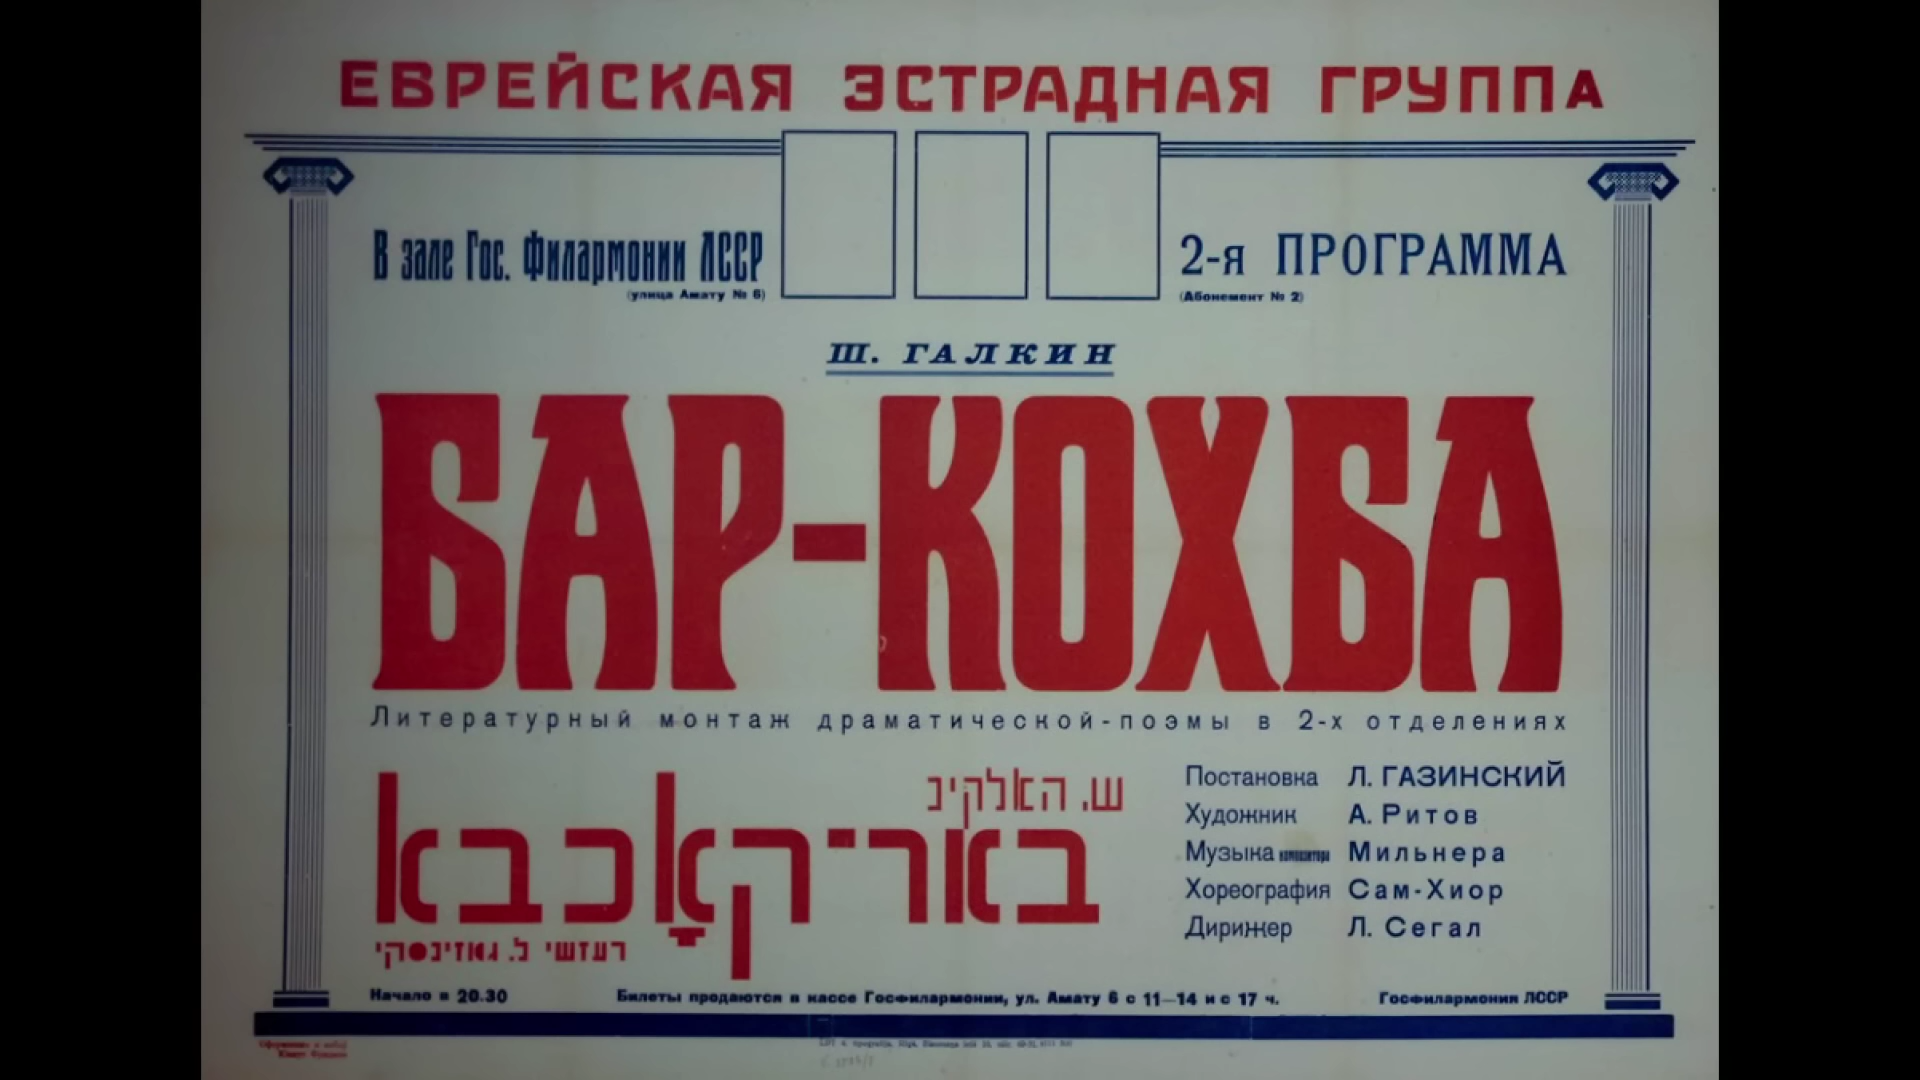 ЕВРЕЙСКАЯ ЭСТРАДНАЯ ГРУППА
В зале Гос. Филармонии ЛССР
(улица Амату № 6)
2-я ПРОГРАММА
(Абонемент № 2)
Ш. ГАЛКИН
БАР-КОХБА
Литературный монтаж драматической-поэмы в 2-х отделениях
ש. האלקינ
באר־קאָכבא
רעזשי ל. גאזינסקי
Постановка Л. ГАЗИНСКИЙ
Художник А. Ритов
Музыка композитора Мильнера
Хореография Сам-Хиор
Дирижер Л. Сегал
Начало в 20.30
Билеты продаются в кассе Госфилармонии, ул. Амату 6 с 11—14 и с 17 ч.
Госфилармония ЛССР